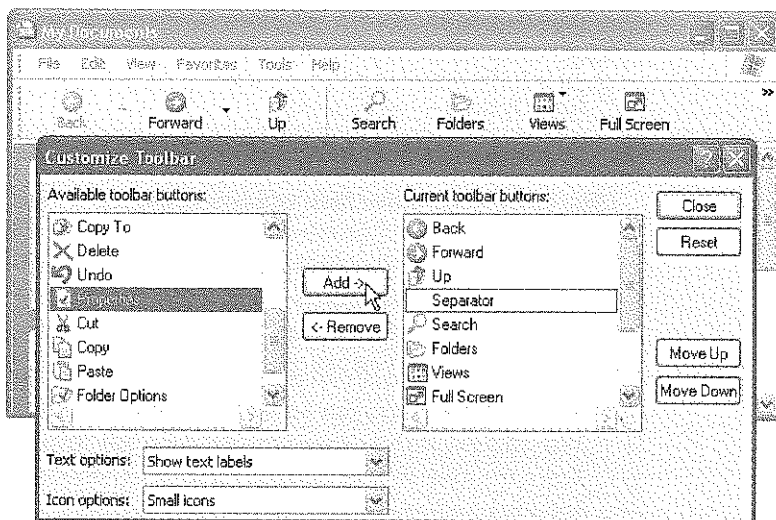 My Documents
File Edit View Favorites Tools Help
Back Forward Up Search Folders Views Full Screen
»
Customize Toolbar
Available toolbar buttons:
Copy To
Delete
Undo
Properties
Cut
Copy
Paste
Folder Options
Add ->
<- Remove
Current toolbar buttons:
Back
Forward
Up
Separator
Search
Folders
Views
Full Screen
Close
Reset
Move Up
Move Down
Text options: Show text labels
Icon options: Small icons